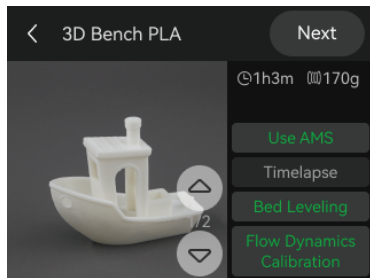 3D Bench PLA
Next
1h3m 170g
Use AMS
Timelapse
1/2
Bed Leveling
Flow Dynamics
Calibration